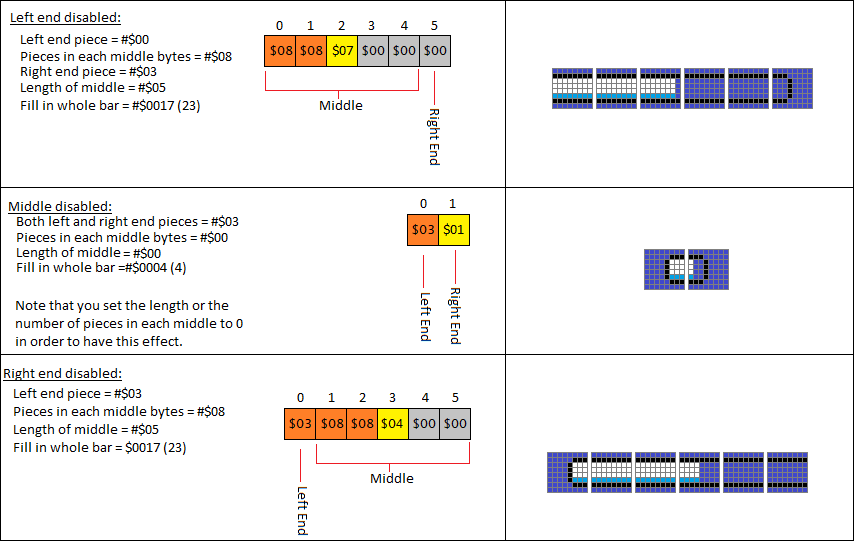 Left end disabled:
Left end piece = #$00
Pieces in each middle bytes = #$08
Right end piece = #$03
Length of middle = #$05
Fill in whole bar = #$0017 (23)
0 1 2 3 4 5
$08 $08 $07 $00 $00 $00
Middle
Right End
Middle disabled:
Both left and right end pieces = #$03
Pieces in each middle bytes = #$00
Length of middle = #$00
Fill in whole bar =#$0004 (4)
Note that you set the length or the
number of pieces in each middle to 0
in order to have this effect.
0 1
$03 $01
Left End
Right End
Right end disabled:
Left end piece = #$03
Pieces in each middle bytes = #$08
Length of middle = #$05
Fill in whole bar = $0017 (23)
0 1 2 3 4 5
$03 $08 $08 $04 $00 $00
Middle
Left End